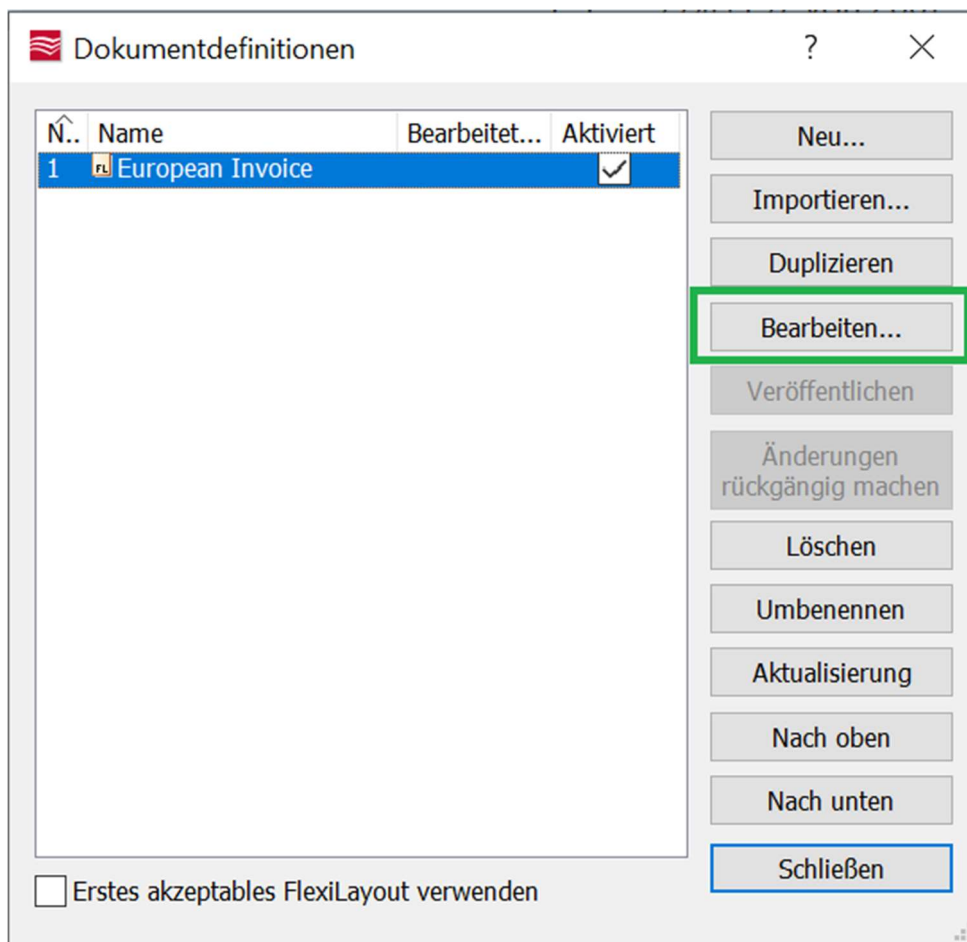 Dokumentdefinitionen
?
N.. Name Bearbeitet... Aktiviert
1 FL European Invoice
Neu...
Importieren...
Duplizieren
Bearbeiten...
Veröffentlichen
Änderungen
rückgängig machen
Löschen
Umbenennen
Aktualisierung
Nach oben
Nach unten
Schließen
Erstes akzeptables FlexiLayout verwenden